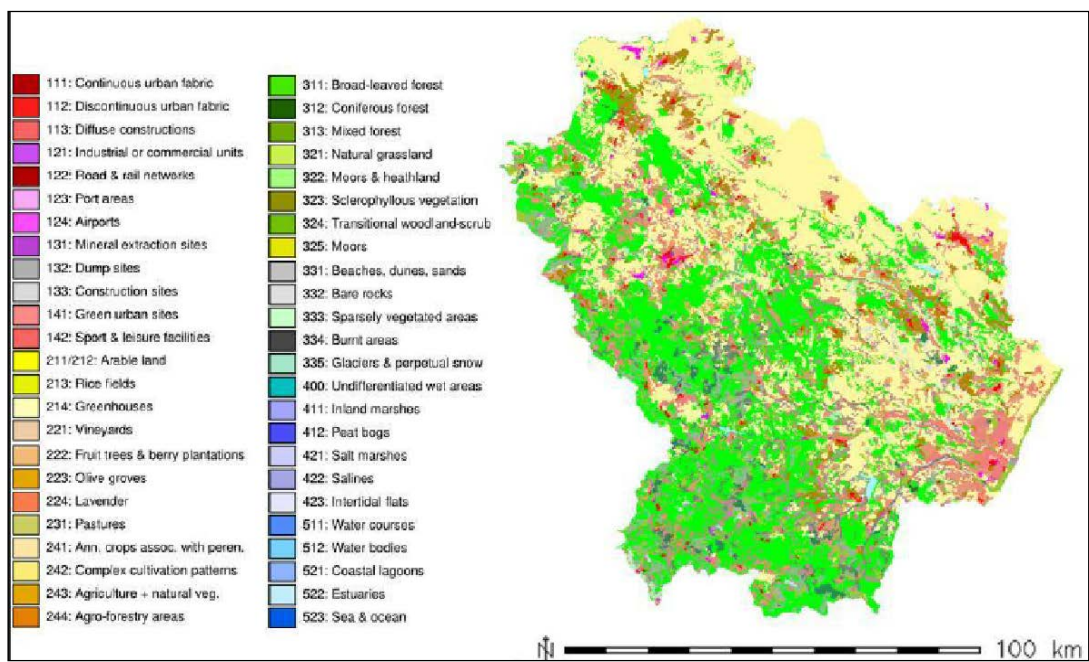 111: Continuous urban fabric
112: Discontinuous urban fabric
113: Diffuse constructions
121: Industrial or commercial units
122: Road & rail networks
123: Port areas
124: Airports
131: Mineral extraction sites
132: Dump sites
133: Construction sites
141: Green urban sites
142: Sport & leisure facilities
211/212: Arable land
213: Rice fields
214: Greenhouses
221: Vineyards
222: Fruit trees & berry plantations
223: Olive groves
224: Lavender
231: Pastures
241: Ann. crops assoc. with peren.
242: Complex cultivation patterns
243: Agriculture + natural veg.
244: Agro-forestry areas
311: Broad-leaved forest
312: Coniferous forest
313: Mixed forest
321: Natural grassland
322: Moors & heathland
323: Sclerophyllous vegetation
324: Transitional woodland-scrub
325: Moors
331: Beaches, dunes, sands
332: Bare rocks
333: Sparsely vegetated areas
334: Burnt areas
335: Glaciers & perpetual snow
400: Undifferentiated wet areas
411: Inland marshes
412: Peat bogs
421: Salt marshes
422: Salines
423: Intertidal flats
511: Water courses
512: Water bodies
521: Coastal lagoons
522: Estuaries
523: Sea & ocean
N
100 km